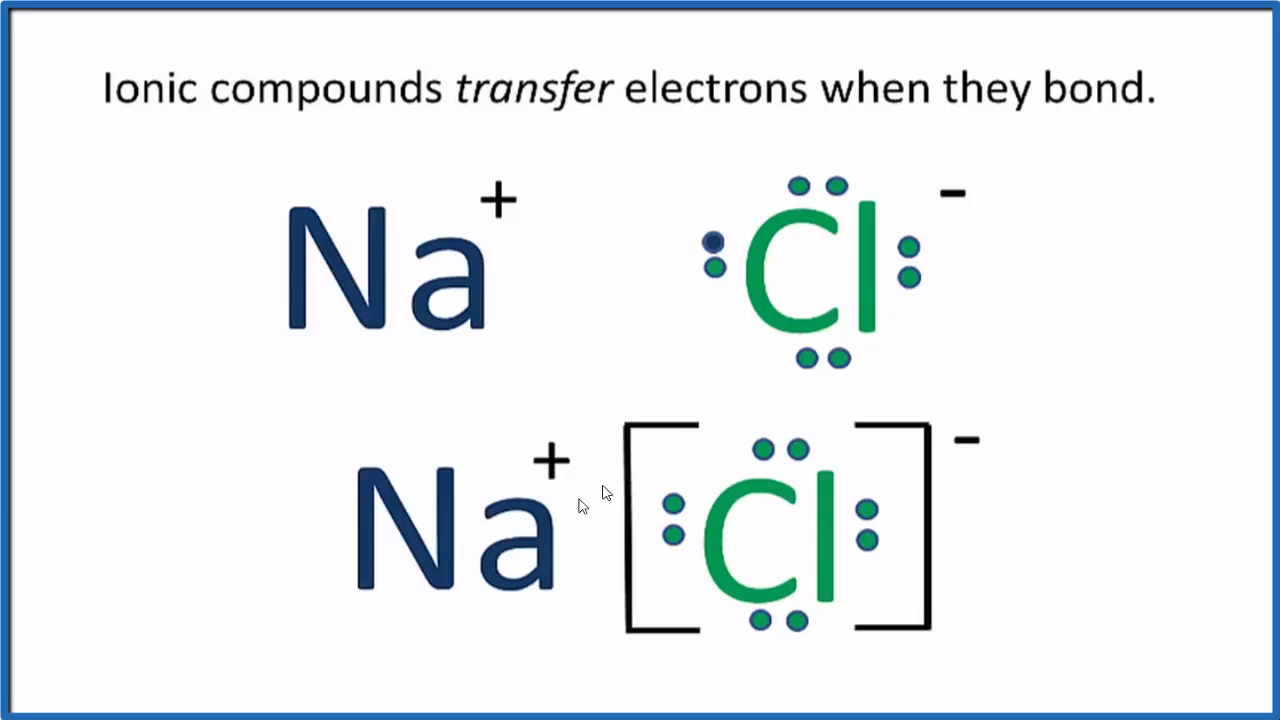 Ionic compounds transfer electrons when they bond.
Na+ Cl-
Na+ [Cl]-